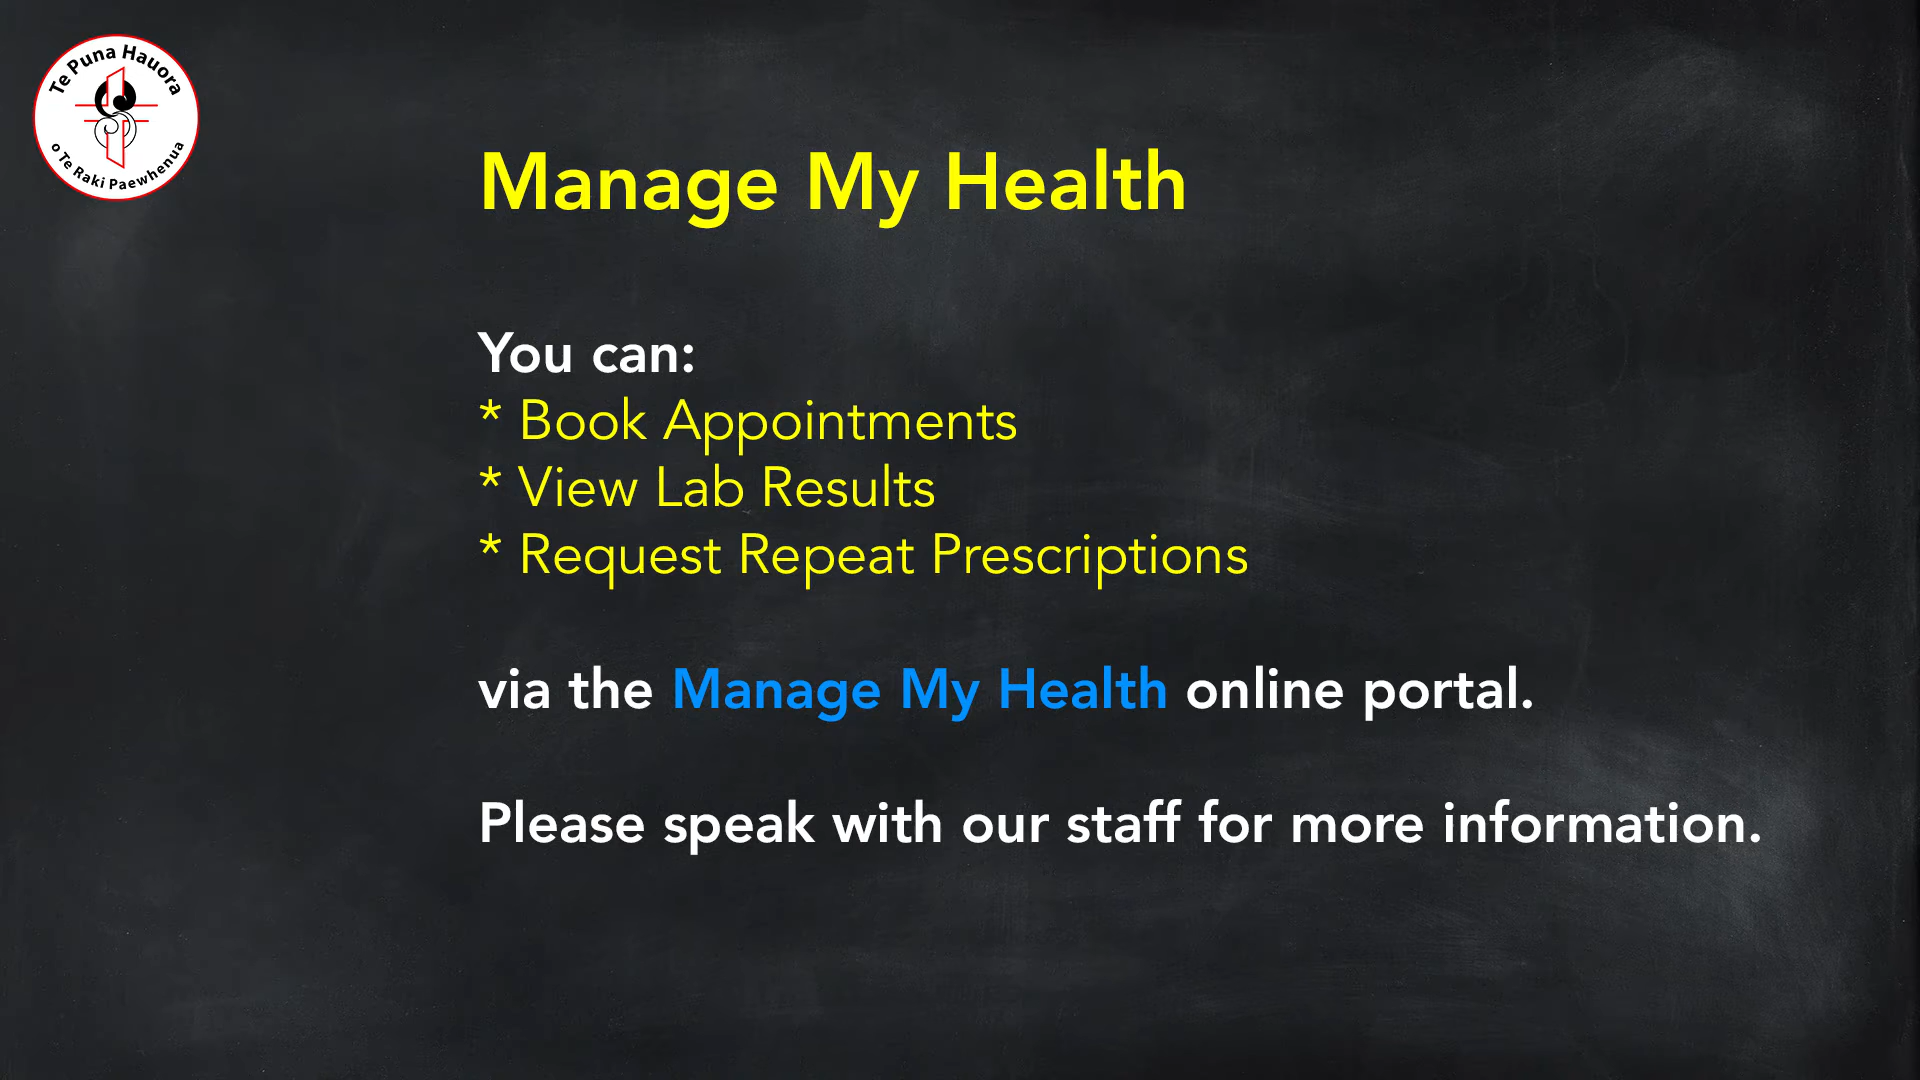 Te Puna Hauora
o Te Raki Paewhenua
Manage My Health
You can:
* Book Appointments
* View Lab Results
* Request Repeat Prescriptions
via the Manage My Health online portal.
Please speak with our staff for more information.